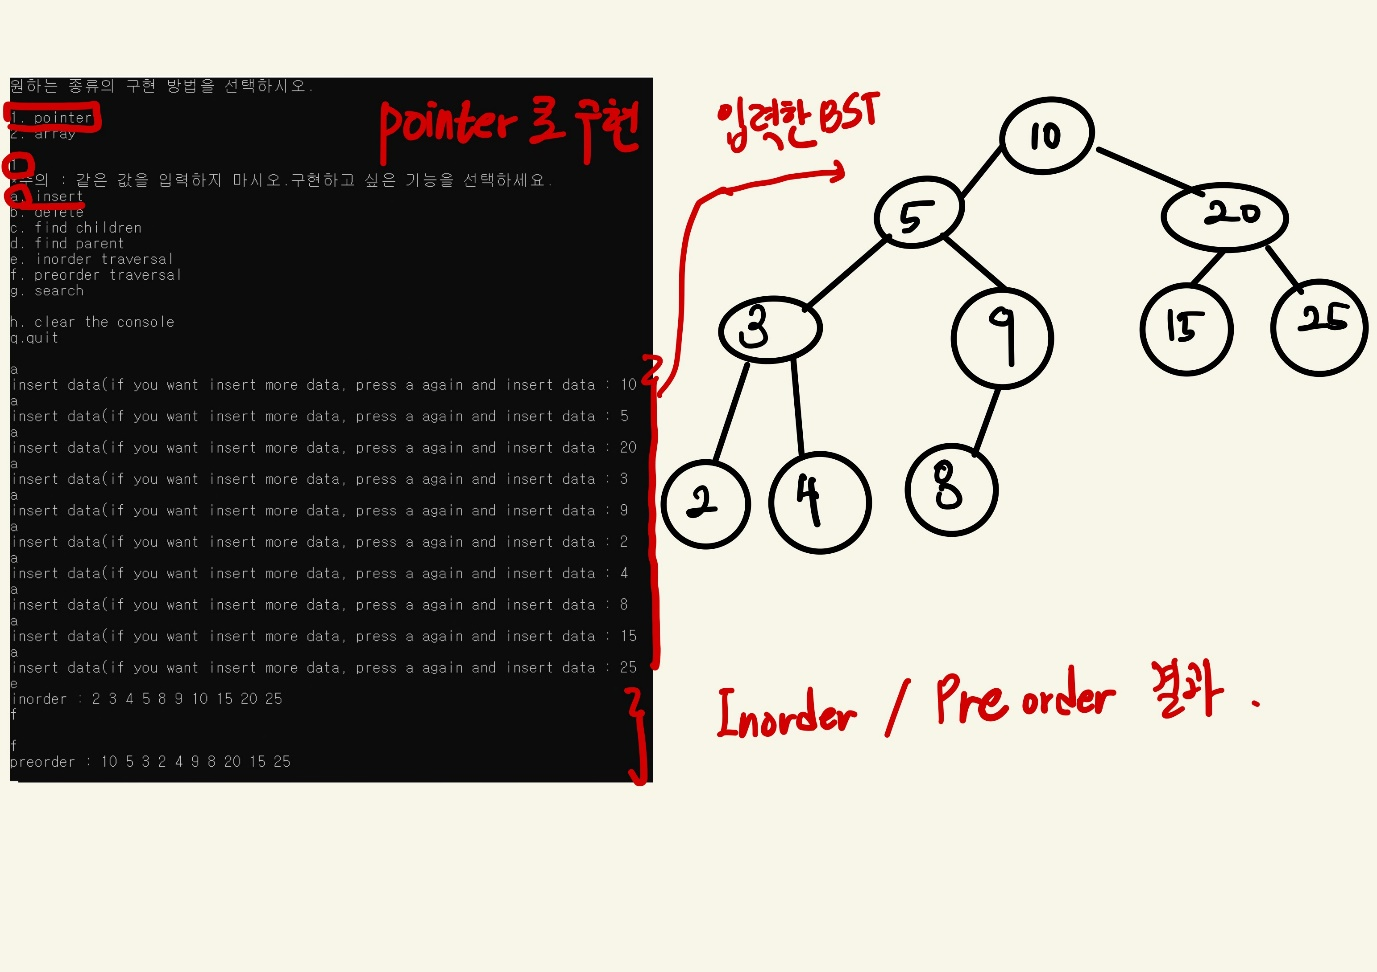 원하는 종류의 구현 방법을 선택하시오.
1. pointer
2. array
pointer로 구현
1
*주의 : 같은 값을 입력하지 마시오.구현하고 싶은 기능을 선택하세요.
a. insert
b. delete
c. find children
d. find parent
e. inorder traversal
f. preorder traversal
g. search
h. clear the console
q.quit
a
insert data(if you want insert more data, press a again and insert data : 10
a
insert data(if you want insert more data, press a again and insert data : 5
a
insert data(if you want insert more data, press a again and insert data : 20
a
insert data(if you want insert more data, press a again and insert data : 3
a
insert data(if you want insert more data, press a again and insert data : 9
a
insert data(if you want insert more data, press a again and insert data : 2
a
insert data(if you want insert more data, press a again and insert data : 4
a
insert data(if you want insert more data, press a again and insert data : 8
a
insert data(if you want insert more data, press a again and insert data : 15
a
insert data(if you want insert more data, press a again and insert data : 25
e
inorder : 2 3 4 5 8 9 10 15 20 25
f
f
preorder : 10 5 3 2 4 9 8 20 15 25
입력한 BST
10
5 20
3 9 15 25
2 4 8
Inorder / Pre order 결과.